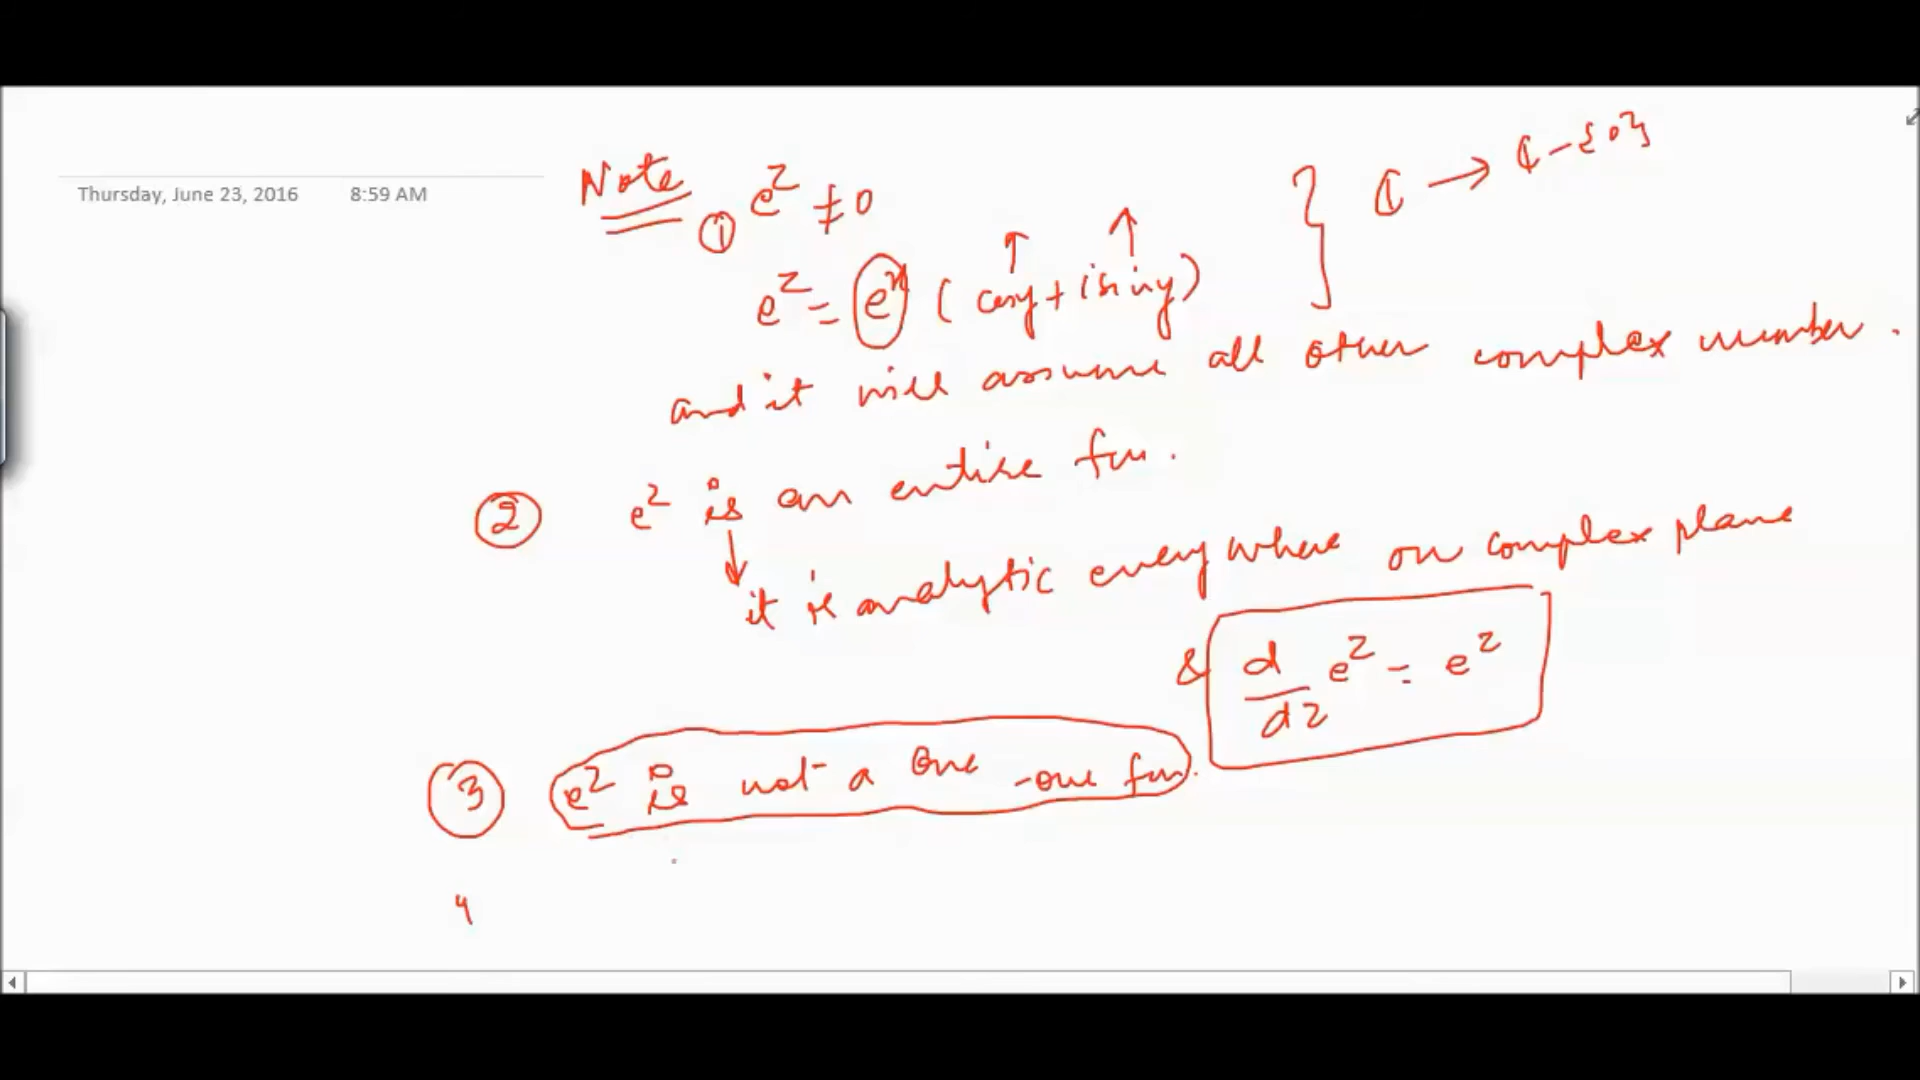 Thursday, June 23, 2016 8:59 AM
Note
① e^z ≠ 0
e^z = e^x (cosy + i siny) } ℂ → ℂ - {0}
and it will assume all other complex number.
② e^z is an entire fun.
↓
it is analytic everywhere on complex plane
& d/dz e^z = e^z
③ e^z is not a one-one fun.
4